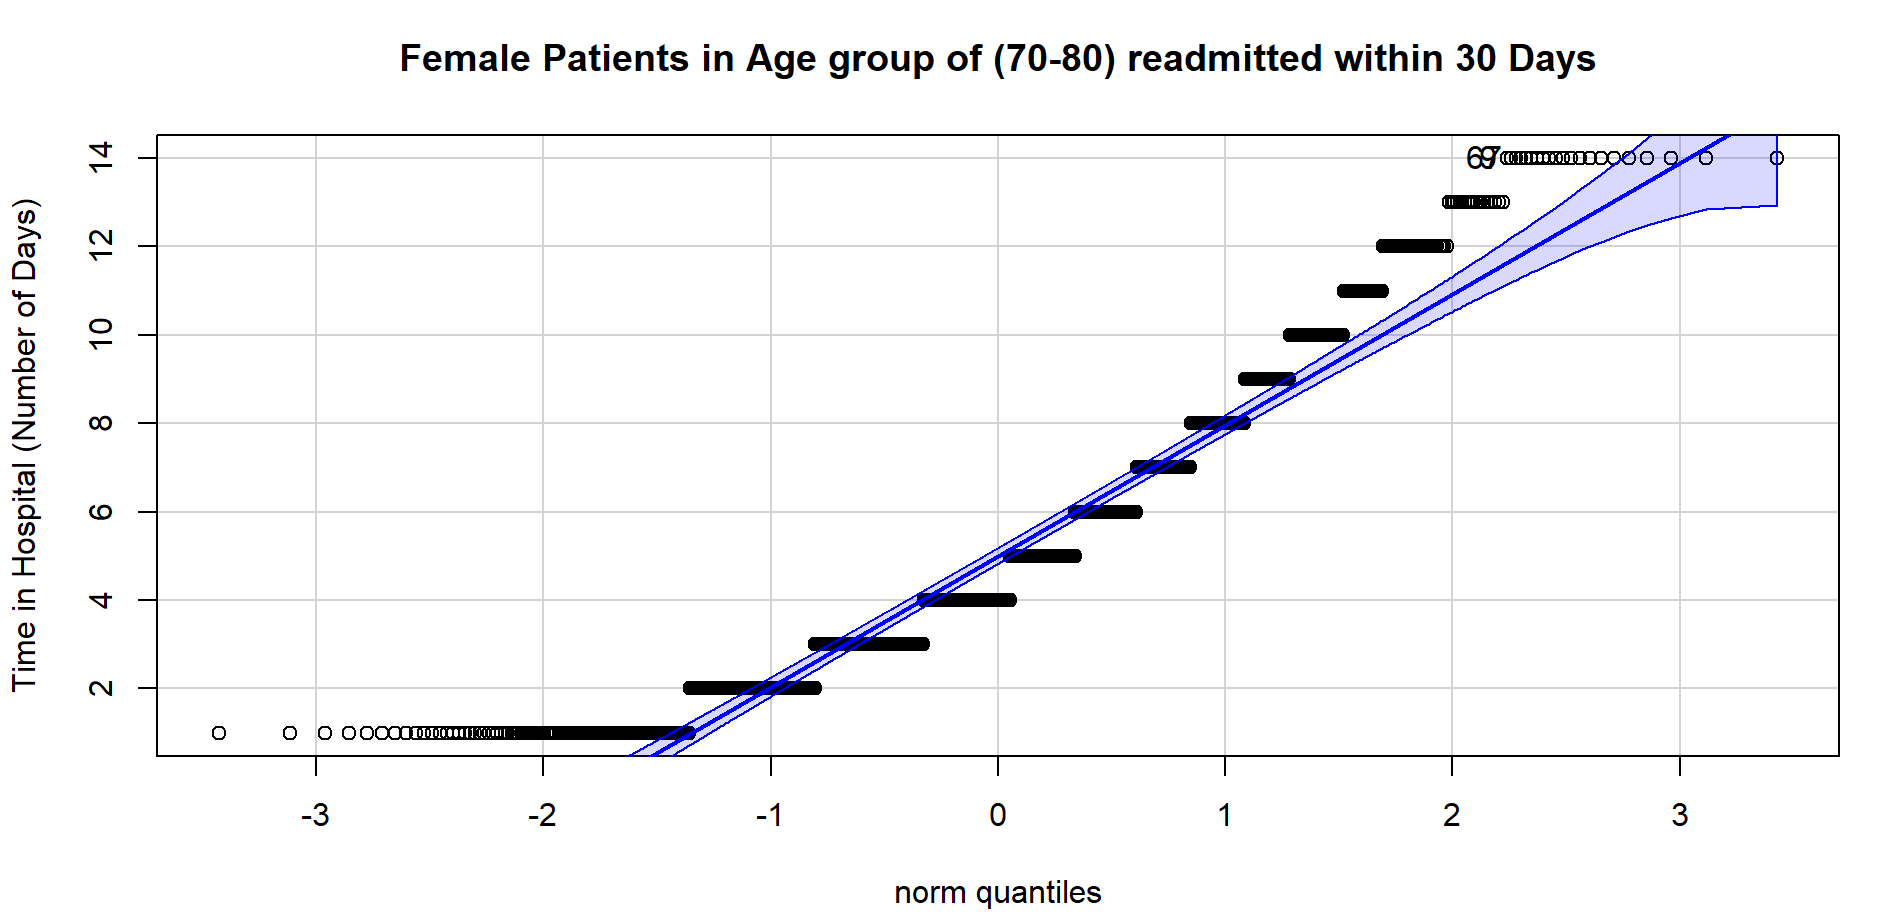 Female Patients in Age group of (70-80) readmitted within 30 Days
Time in Hospital (Number of Days)
14
12
10
8
6
4
2
-3 -2 -1 0 1 2 3
norm quantiles